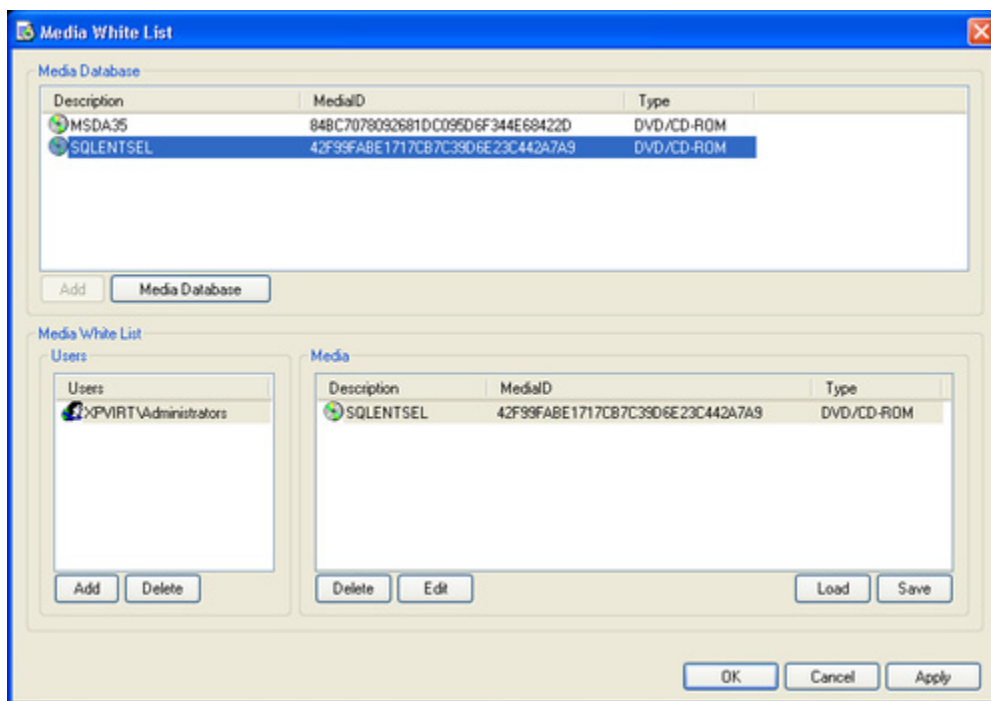 Media White List
Media Database
Description MediaID Type
MSDA35 84BC7078092681DC095D6F344E68422D DVD/CD-ROM
SQLENTSEL 42F99FABE1717CB7C39D6E23C442A7A9 DVD/CD-ROM
Add Media Database
Media White List
Users
Users
XPVIRT\Administrators
Add Delete
Media
Description MediaID Type
SQLENTSEL 42F99FABE1717CB7C39D6E23C442A7A9 DVD/CD-ROM
Delete Edit Load Save
OK Cancel Apply